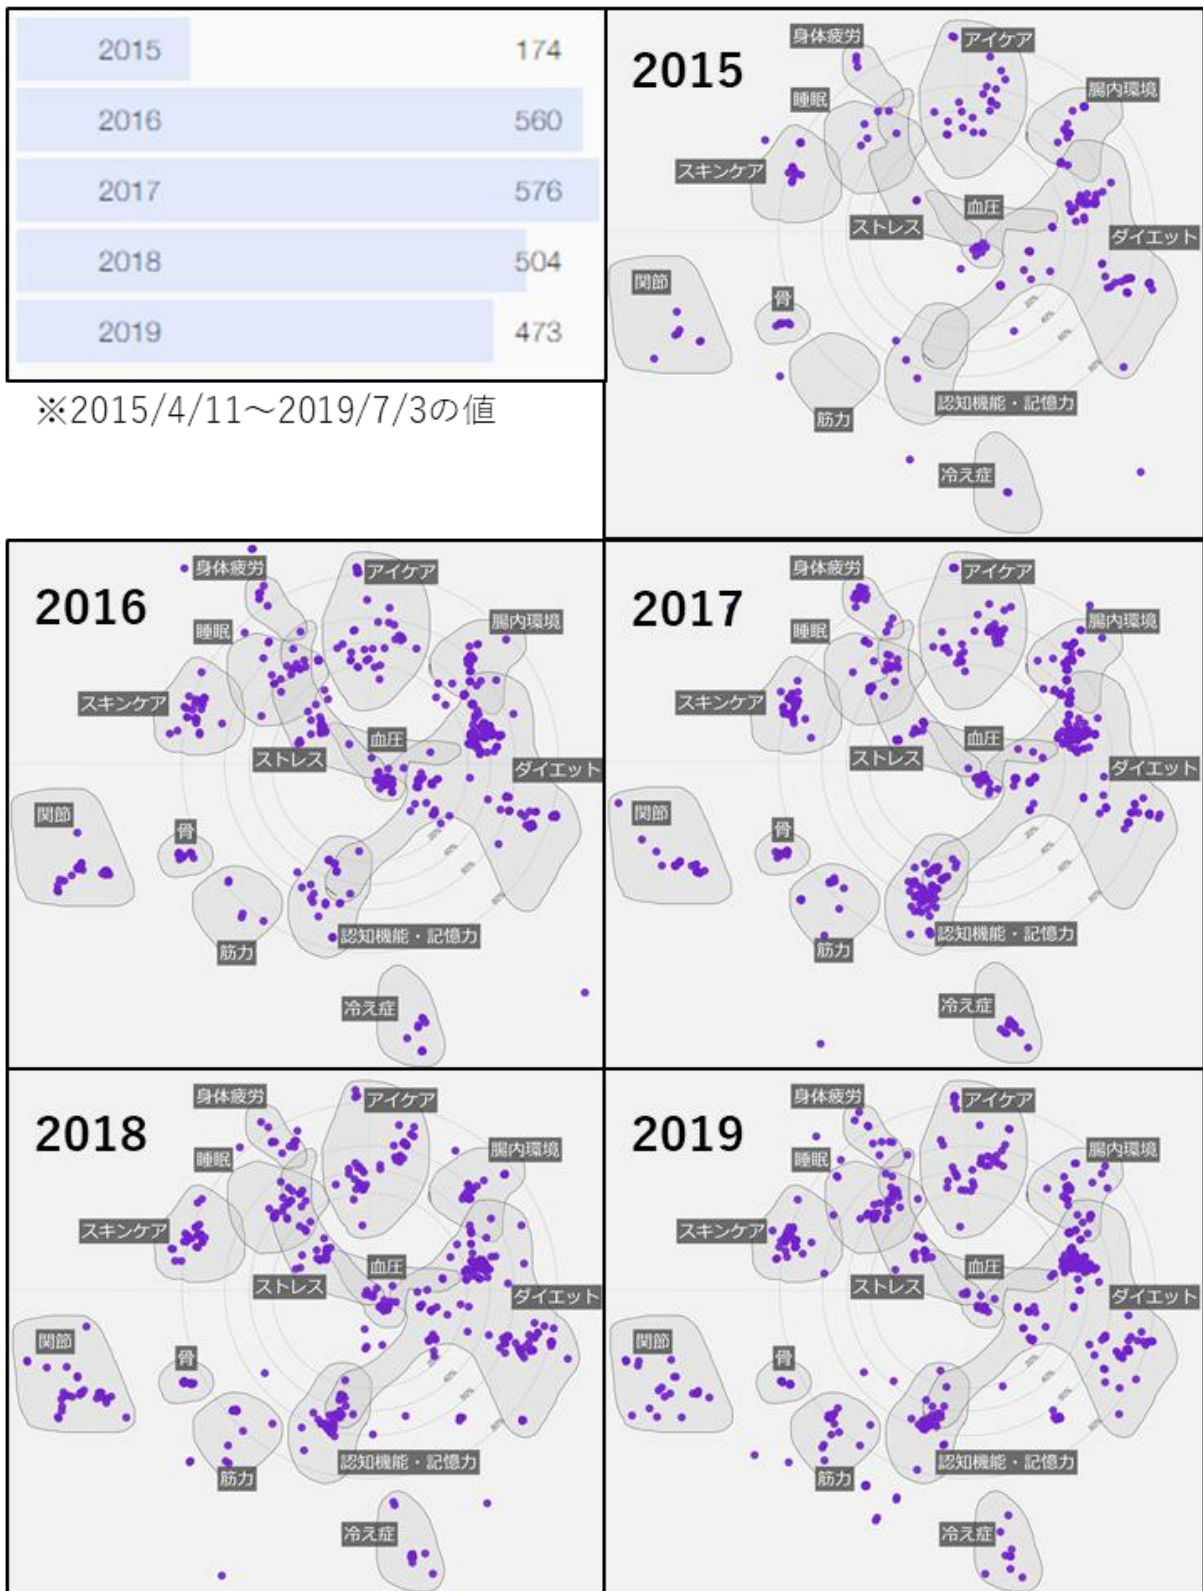 2015 174
2016 560
2017 576
2018 504
2019 473
※2015/4/11～2019/7/3の値
2015
身体疲労
アイケア
睡眠
腸内環境
スキンケア
血圧
ストレス
ダイエット
関節
骨
筋力
認知機能・記憶力
冷え症
20%
40%
60%
80%
2016
身体疲労
アイケア
睡眠
腸内環境
スキンケア
血圧
ストレス
ダイエット
関節
骨
筋力
認知機能・記憶力
冷え症
20%
40%
60%
80%
2017
身体疲労
アイケア
睡眠
腸内環境
スキンケア
血圧
ストレス
ダイエット
関節
骨
筋力
認知機能・記憶力
冷え症
20%
40%
60%
80%
2018
身体疲労
アイケア
睡眠
腸内環境
スキンケア
血圧
ストレス
ダイエット
関節
骨
筋力
認知機能・記憶力
冷え症
2019
身体疲労
アイケア
睡眠
腸内環境
スキンケア
血圧
ストレス
ダイエット
関節
骨
筋力
認知機能・記憶力
冷え症